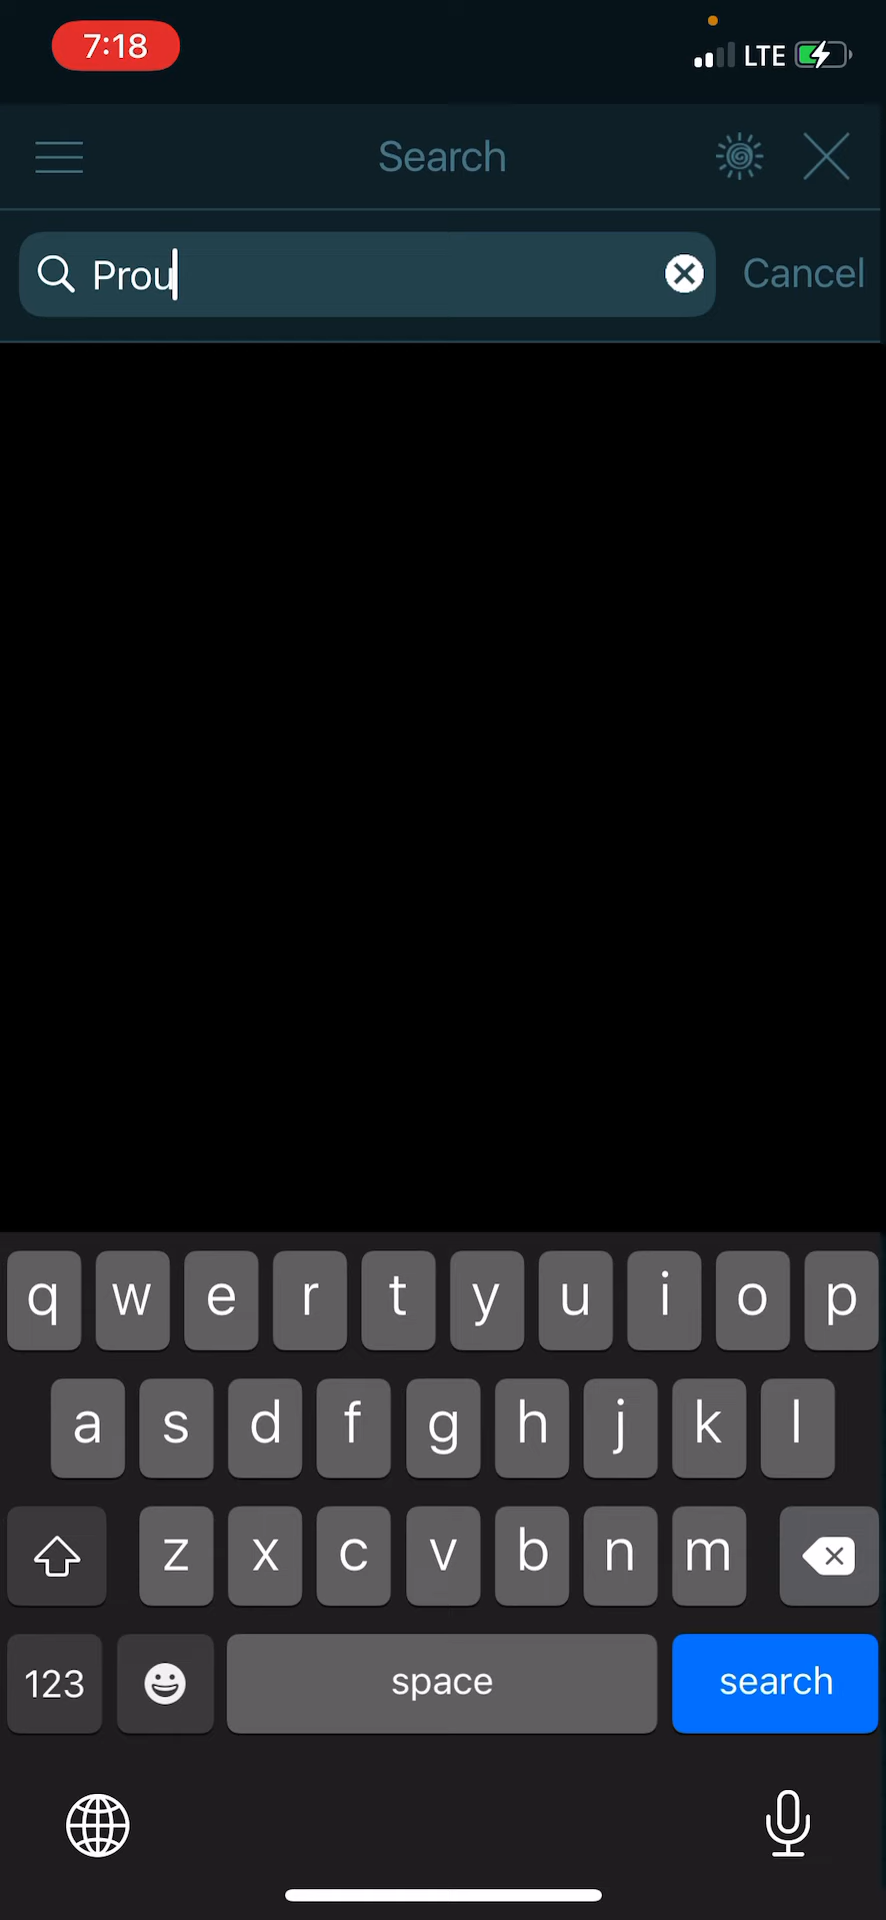 7:18
LTE
Search
Prou
Cancel
q w e r t y u i o p
a s d f g h j k l
z x c v b n m
123
space
search